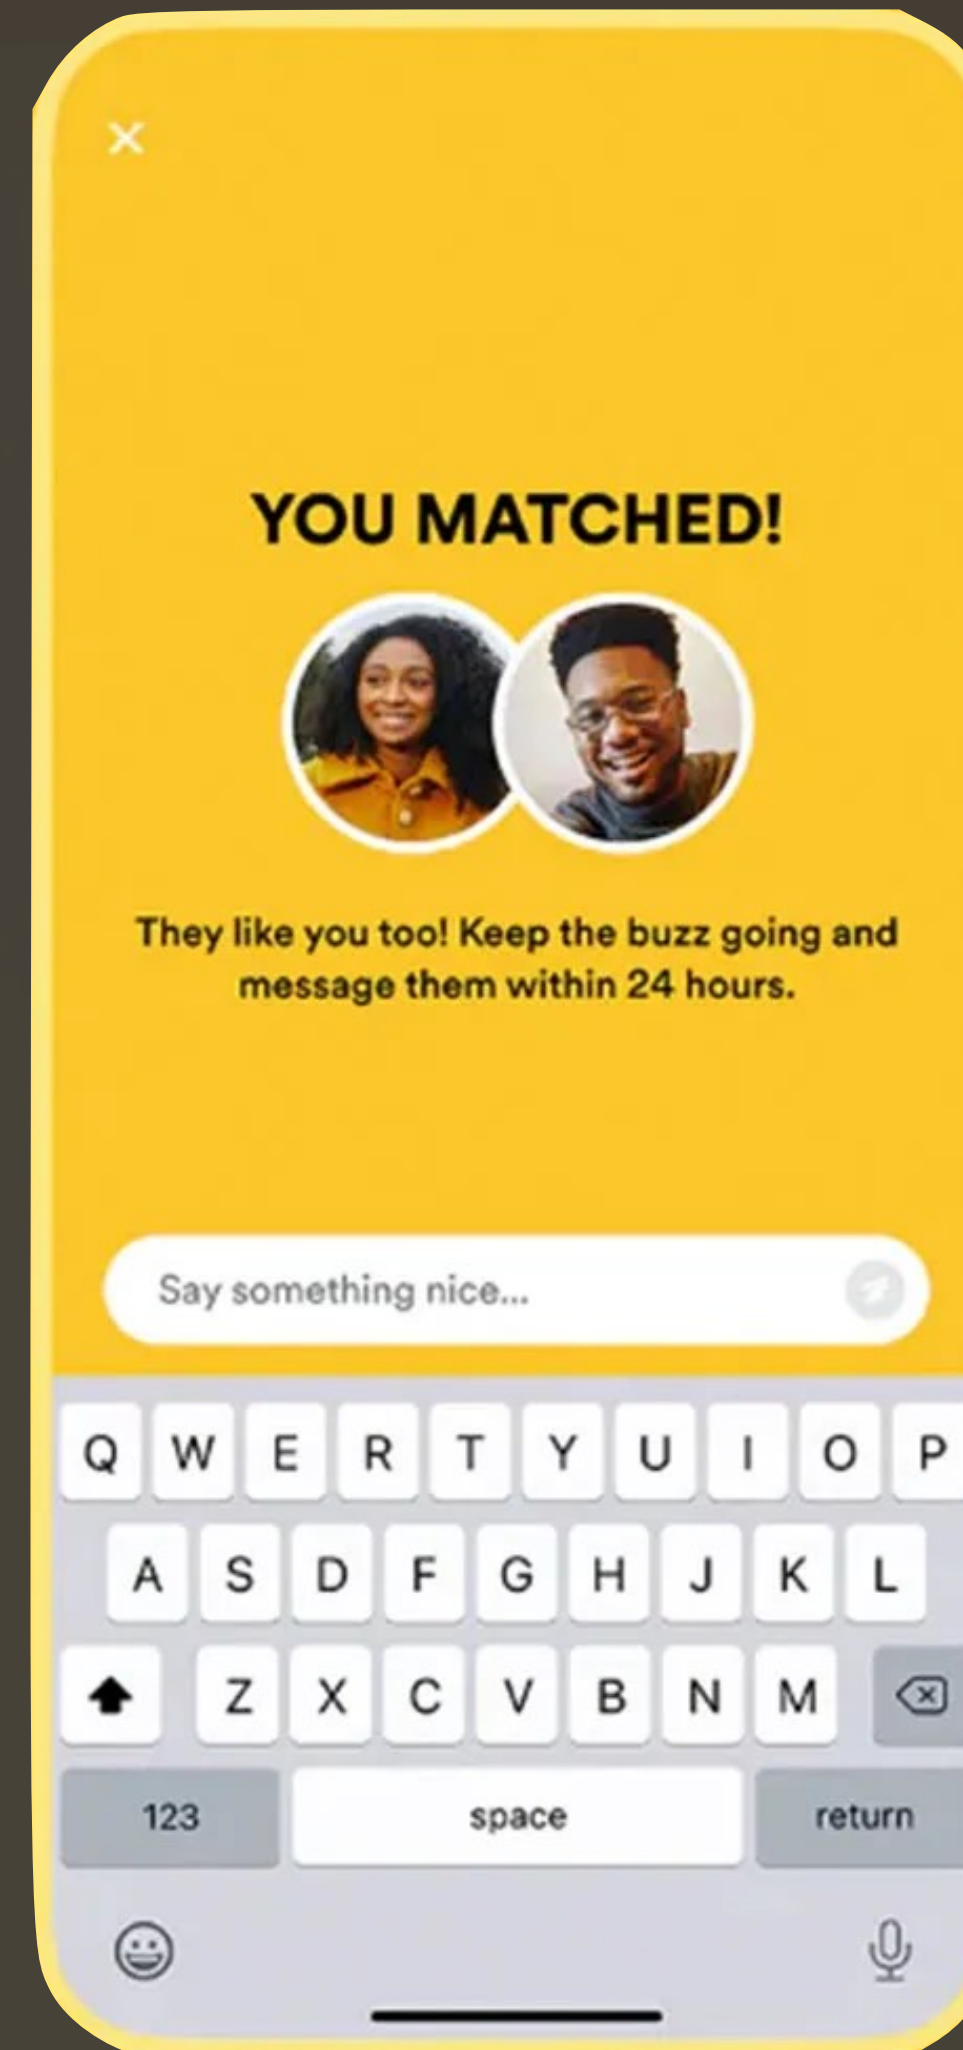 YOU MATCHED!
They like you too! Keep the buzz going and
message them within 24 hours.
Say something nice...
Q W E R T Y U I O P
A S D F G H J K L
Z X C V B N M
123 space return